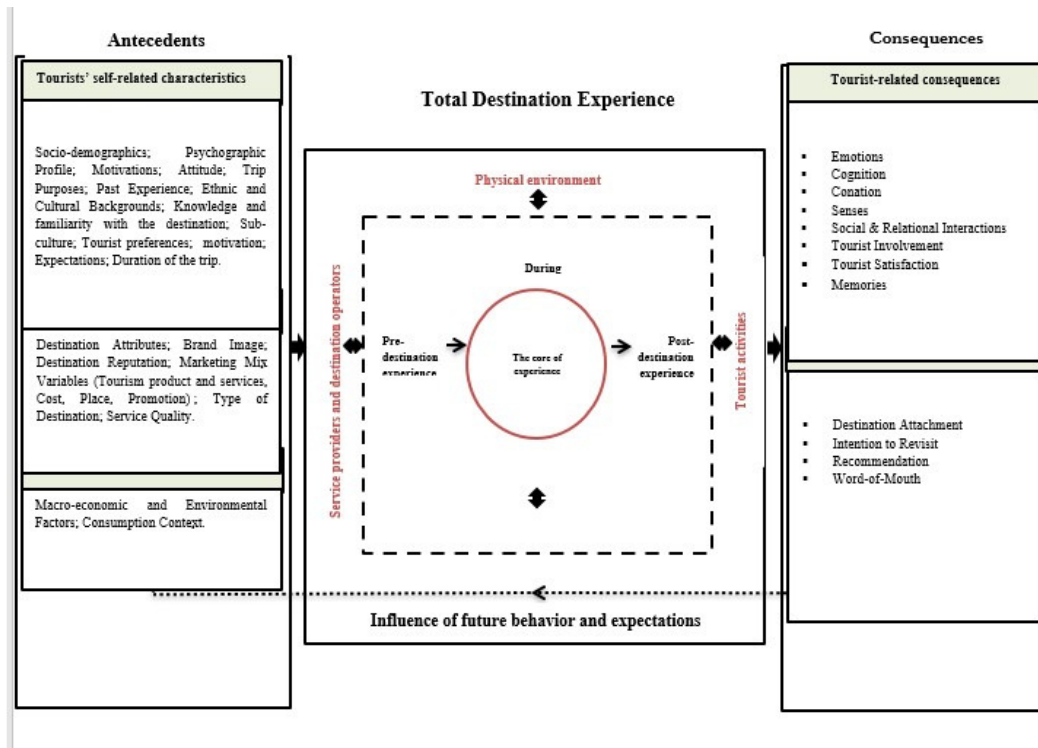 Antecedents
Tourists' self-related characteristics
Socio-demographics; Psychographic
Profile; Motivations; Attitude; Trip
Purposes; Past Experience; Ethnic and
Cultural Backgrounds; Knowledge and
familiarity with the destination; Sub-
culture; Tourist preferences; motivation;
Expectations; Duration of the trip.
Destination Attributes; Brand Image;
Destination Reputation; Marketing Mix
Variables (Tourism product and services,
Cost, Place, Promotion); Type of
Destination; Service Quality.
Macro-economic and Environmental
Factors; Consumption Context.
Total Destination Experience
Physical environment
Service providers and destination operators
During
Pre-
destination
experience
The core of
experience
Post-
destination
experience
Tourist activities
Influence of future behavior and expectations
Consequences
Tourist-related consequences
Emotions
Cognition
Conation
Senses
Social & Relational Interactions
Tourist Involvement
Tourist Satisfaction
Memories
Destination Attachment
Intention to Revisit
Recommendation
Word-of-Mouth